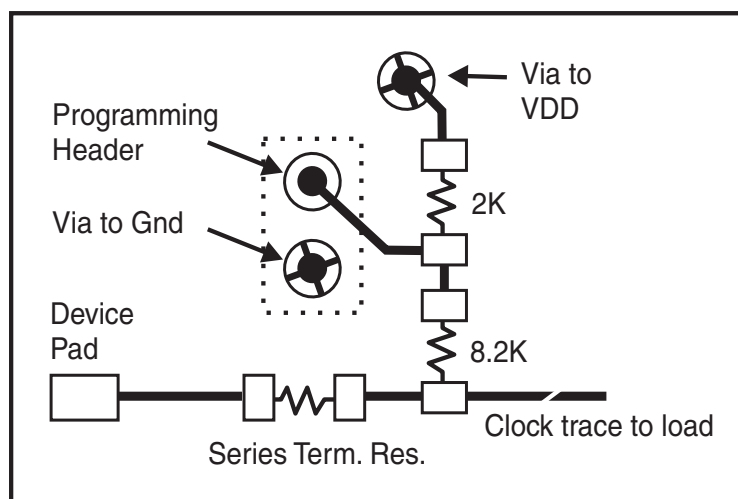 Via to
VDD
Programming
Header
2K
Via to Gnd
Device
Pad
8.2K
Clock trace to load
Series Term. Res.